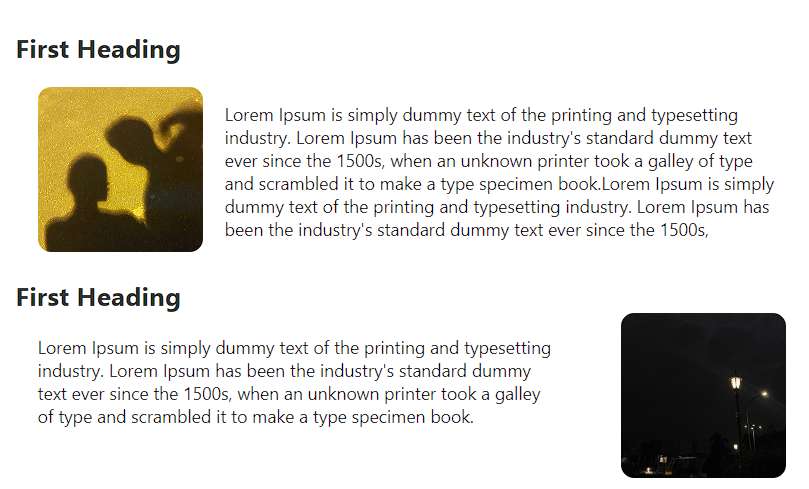 First Heading
Lorem Ipsum is simply dummy text of the printing and typesetting
industry. Lorem Ipsum has been the industry's standard dummy text
ever since the 1500s, when an unknown printer took a galley of type
and scrambled it to make a type specimen book.Lorem Ipsum is simply
dummy text of the printing and typesetting industry. Lorem Ipsum has
been the industry's standard dummy text ever since the 1500s,
First Heading
Lorem Ipsum is simply dummy text of the printing and typesetting
industry. Lorem Ipsum has been the industry's standard dummy
text ever since the 1500s, when an unknown printer took a galley
of type and scrambled it to make a type specimen book.